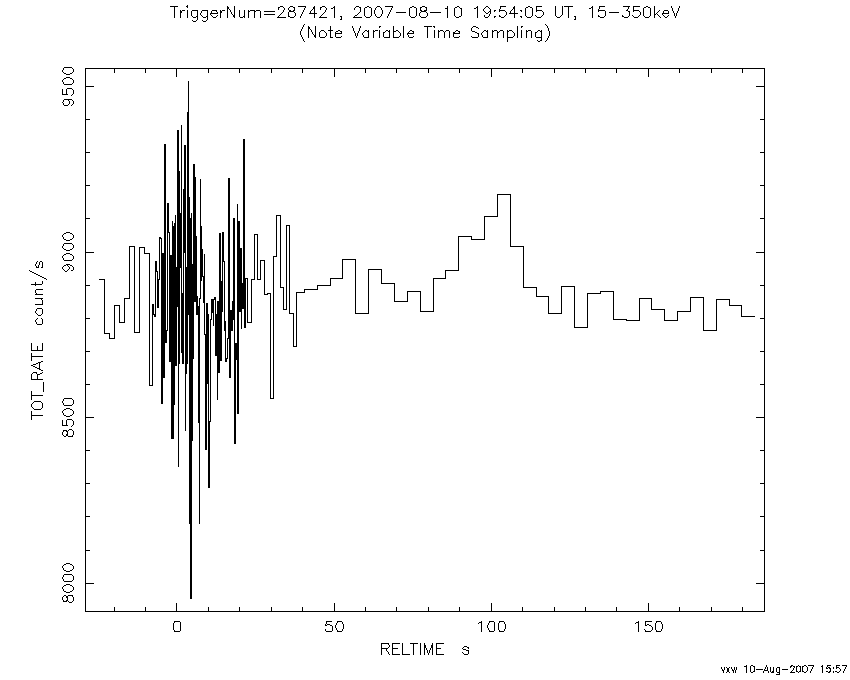 TriggerNum=287421, 2007-08-10 19:54:05 UT, 15-350keV
(Note Variable Time Sampling)
9500
9000
8500
8000
TOT_RATE count/s
0 50 100 150
RELTIME s
vxw 10-Aug-2007 15:57